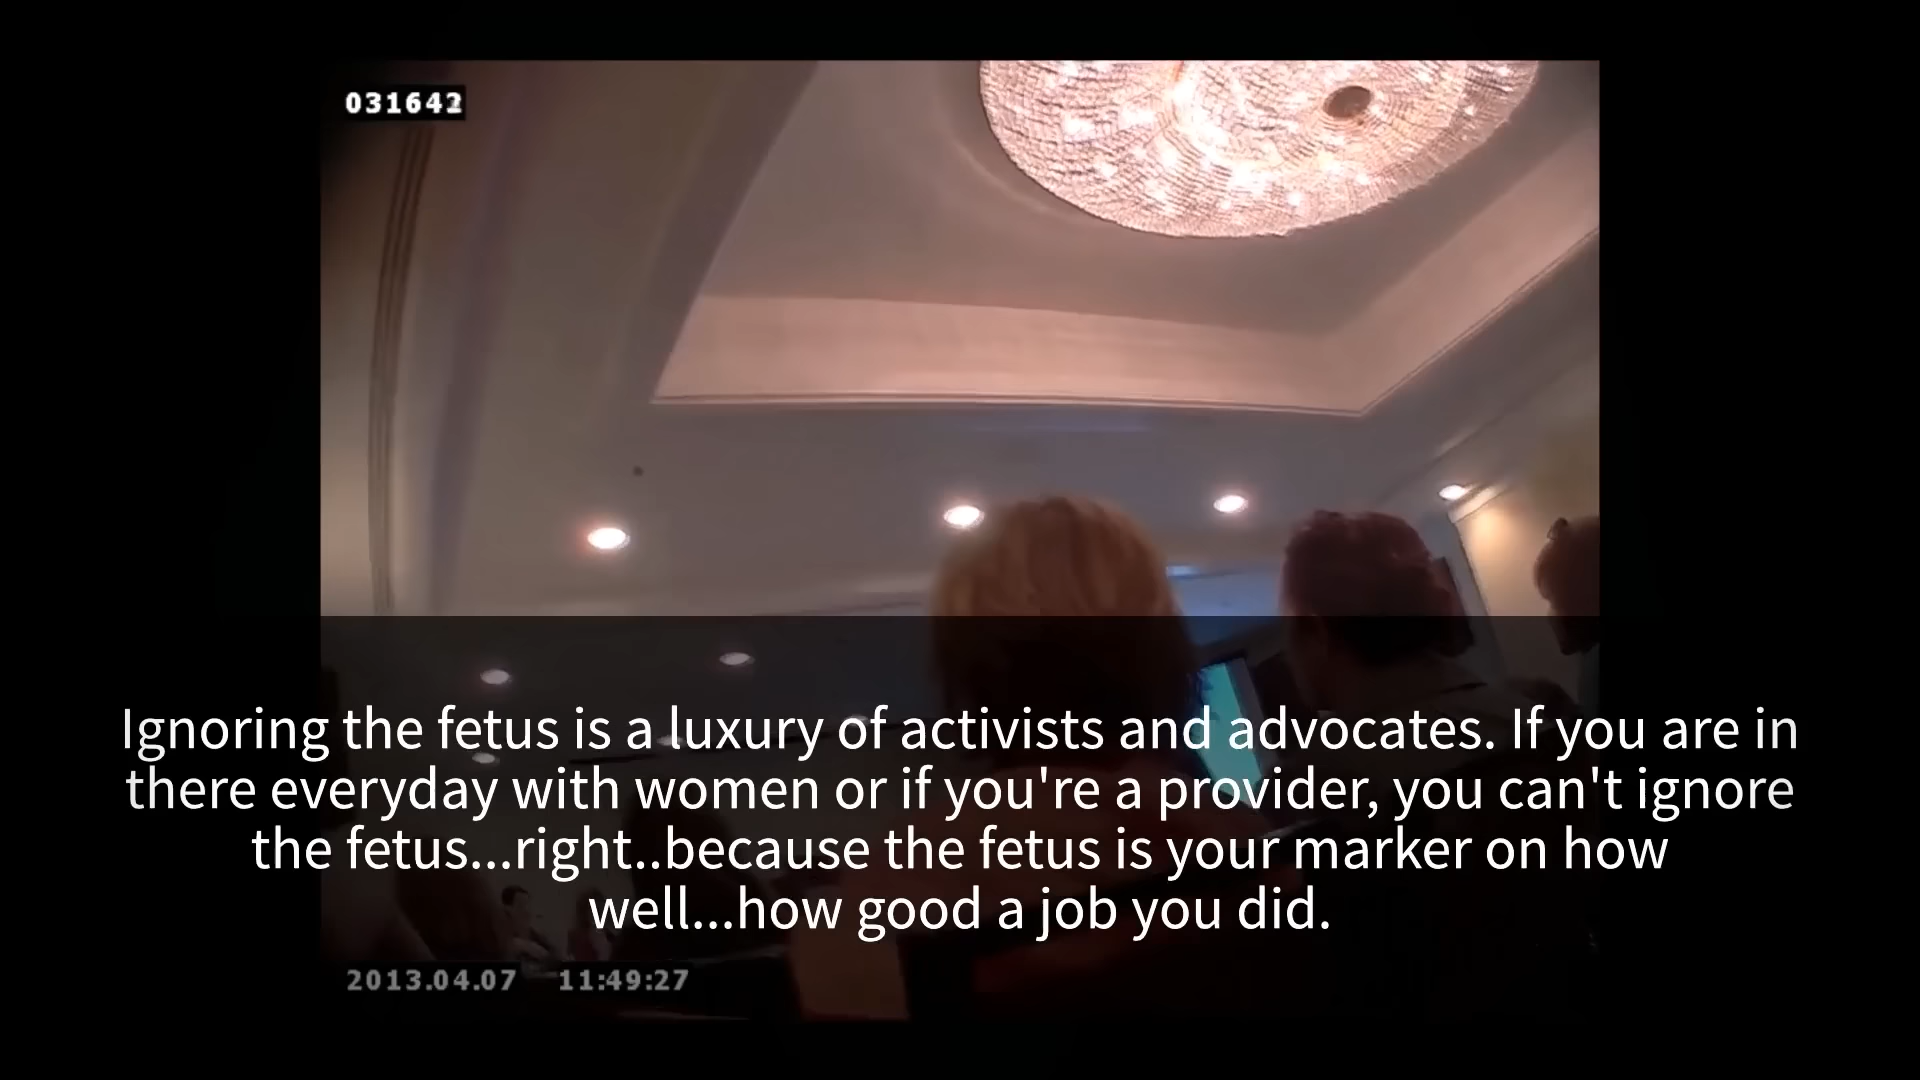 031642
Ignoring the fetus is a luxury of activists and advocates. If you are in
there everyday with women or if you're a provider, you can't ignore
the fetus...right..because the fetus is your marker on how
well...how good a job you did.
2013.04.07 11:49:27